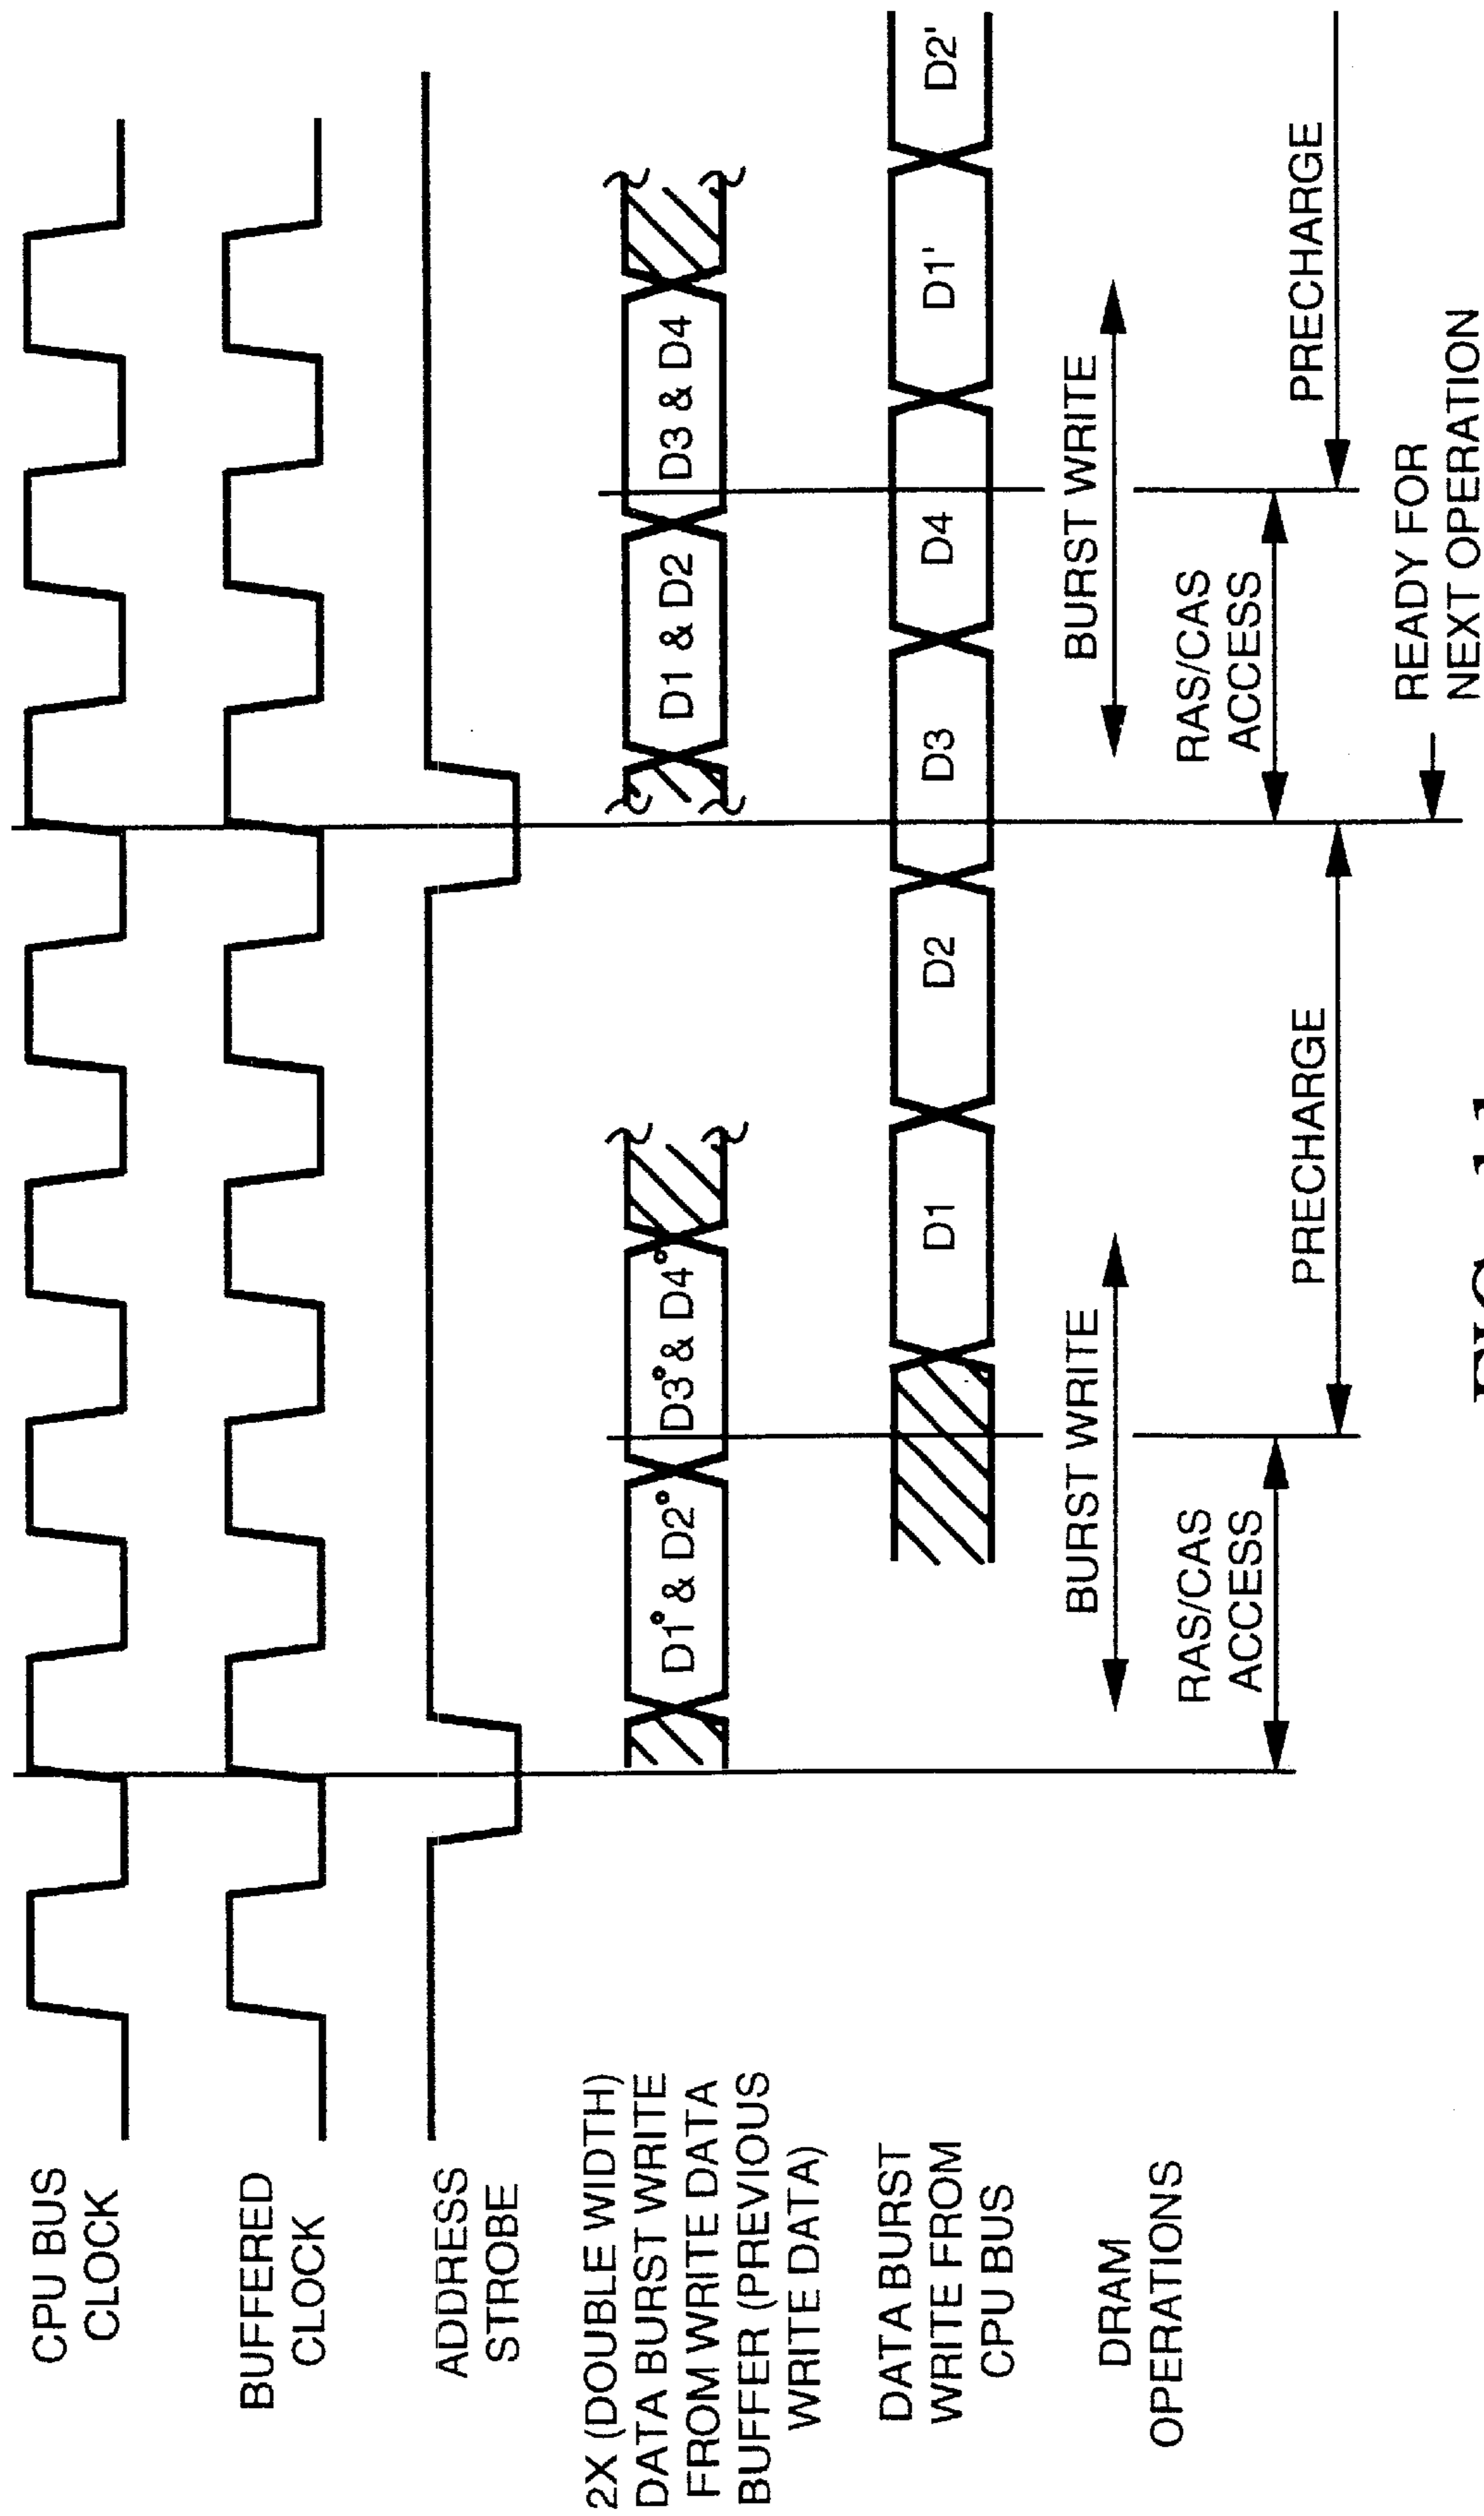 CPU BUS
CLOCK
BUFFERED
CLOCK
ADDRESS
STROBE
2X (DOUBLE WIDTH)
DATA BURST WRITE
FROM WRITE DATA
BUFFER (PREVIOUS
WRITE DATA)
D1° & D2°
D3° & D4°
D1 & D2
D3 & D4
DATA BURST
WRITE FROM
CPU BUS
D1
D2
D3
D4
D1'
D2'
DRAM
OPERATIONS
BURST WRITE
BURST WRITE
RAS/CAS
ACCESS
RAS/CAS
ACCESS
PRECHARGE
PRECHARGE
READY FOR
NEXT OPERATION